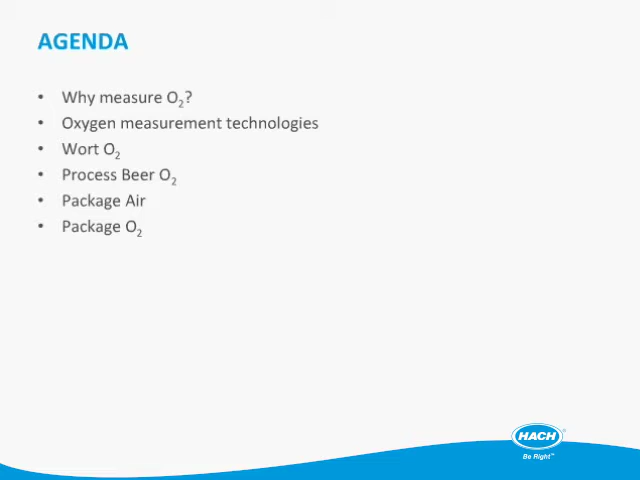 AGENDA
• Why measure O₂?
• Oxygen measurement technologies
• Wort O₂
• Process Beer O₂
• Package Air
• Package O₂
HACH®
Be Right™